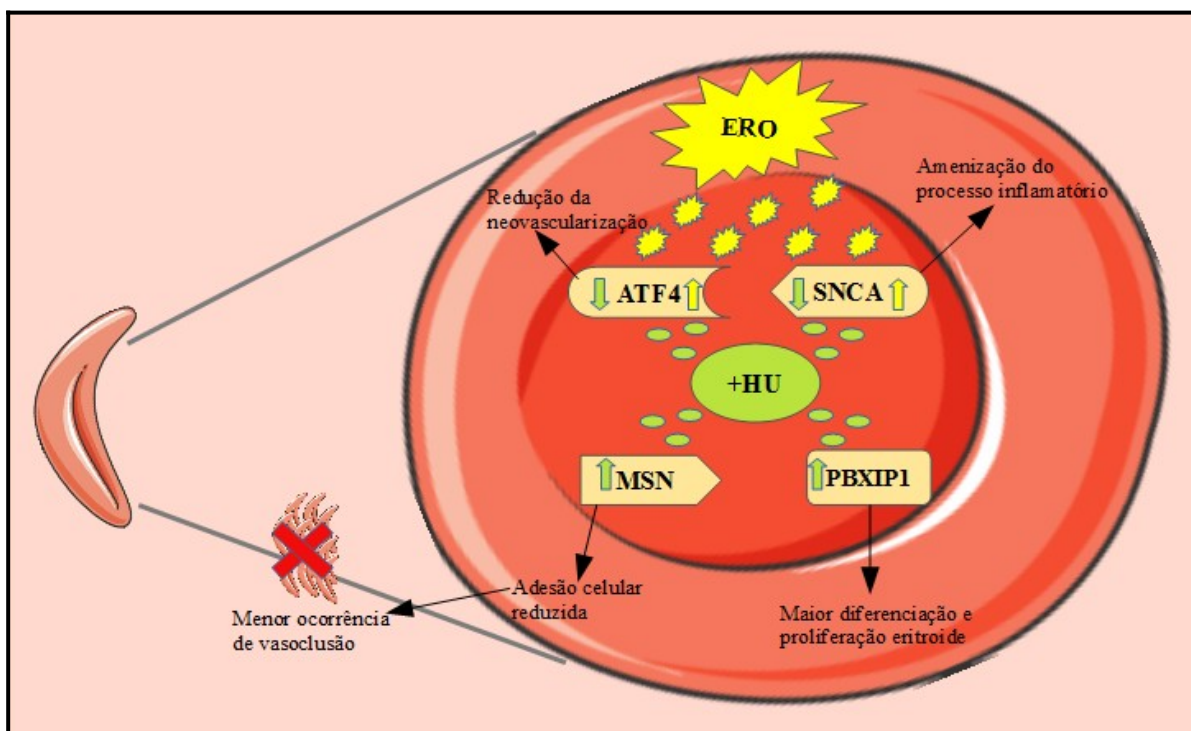 ERO
Amenização do
processo inflamatório
Redução da
neovascularização
ATF4
SNCA
+HU
MSN
PBXIP1
Adesão celular
reduzida
Menor ocorrência
de vasoclusão
Maior diferenciação e
proliferação eritroide